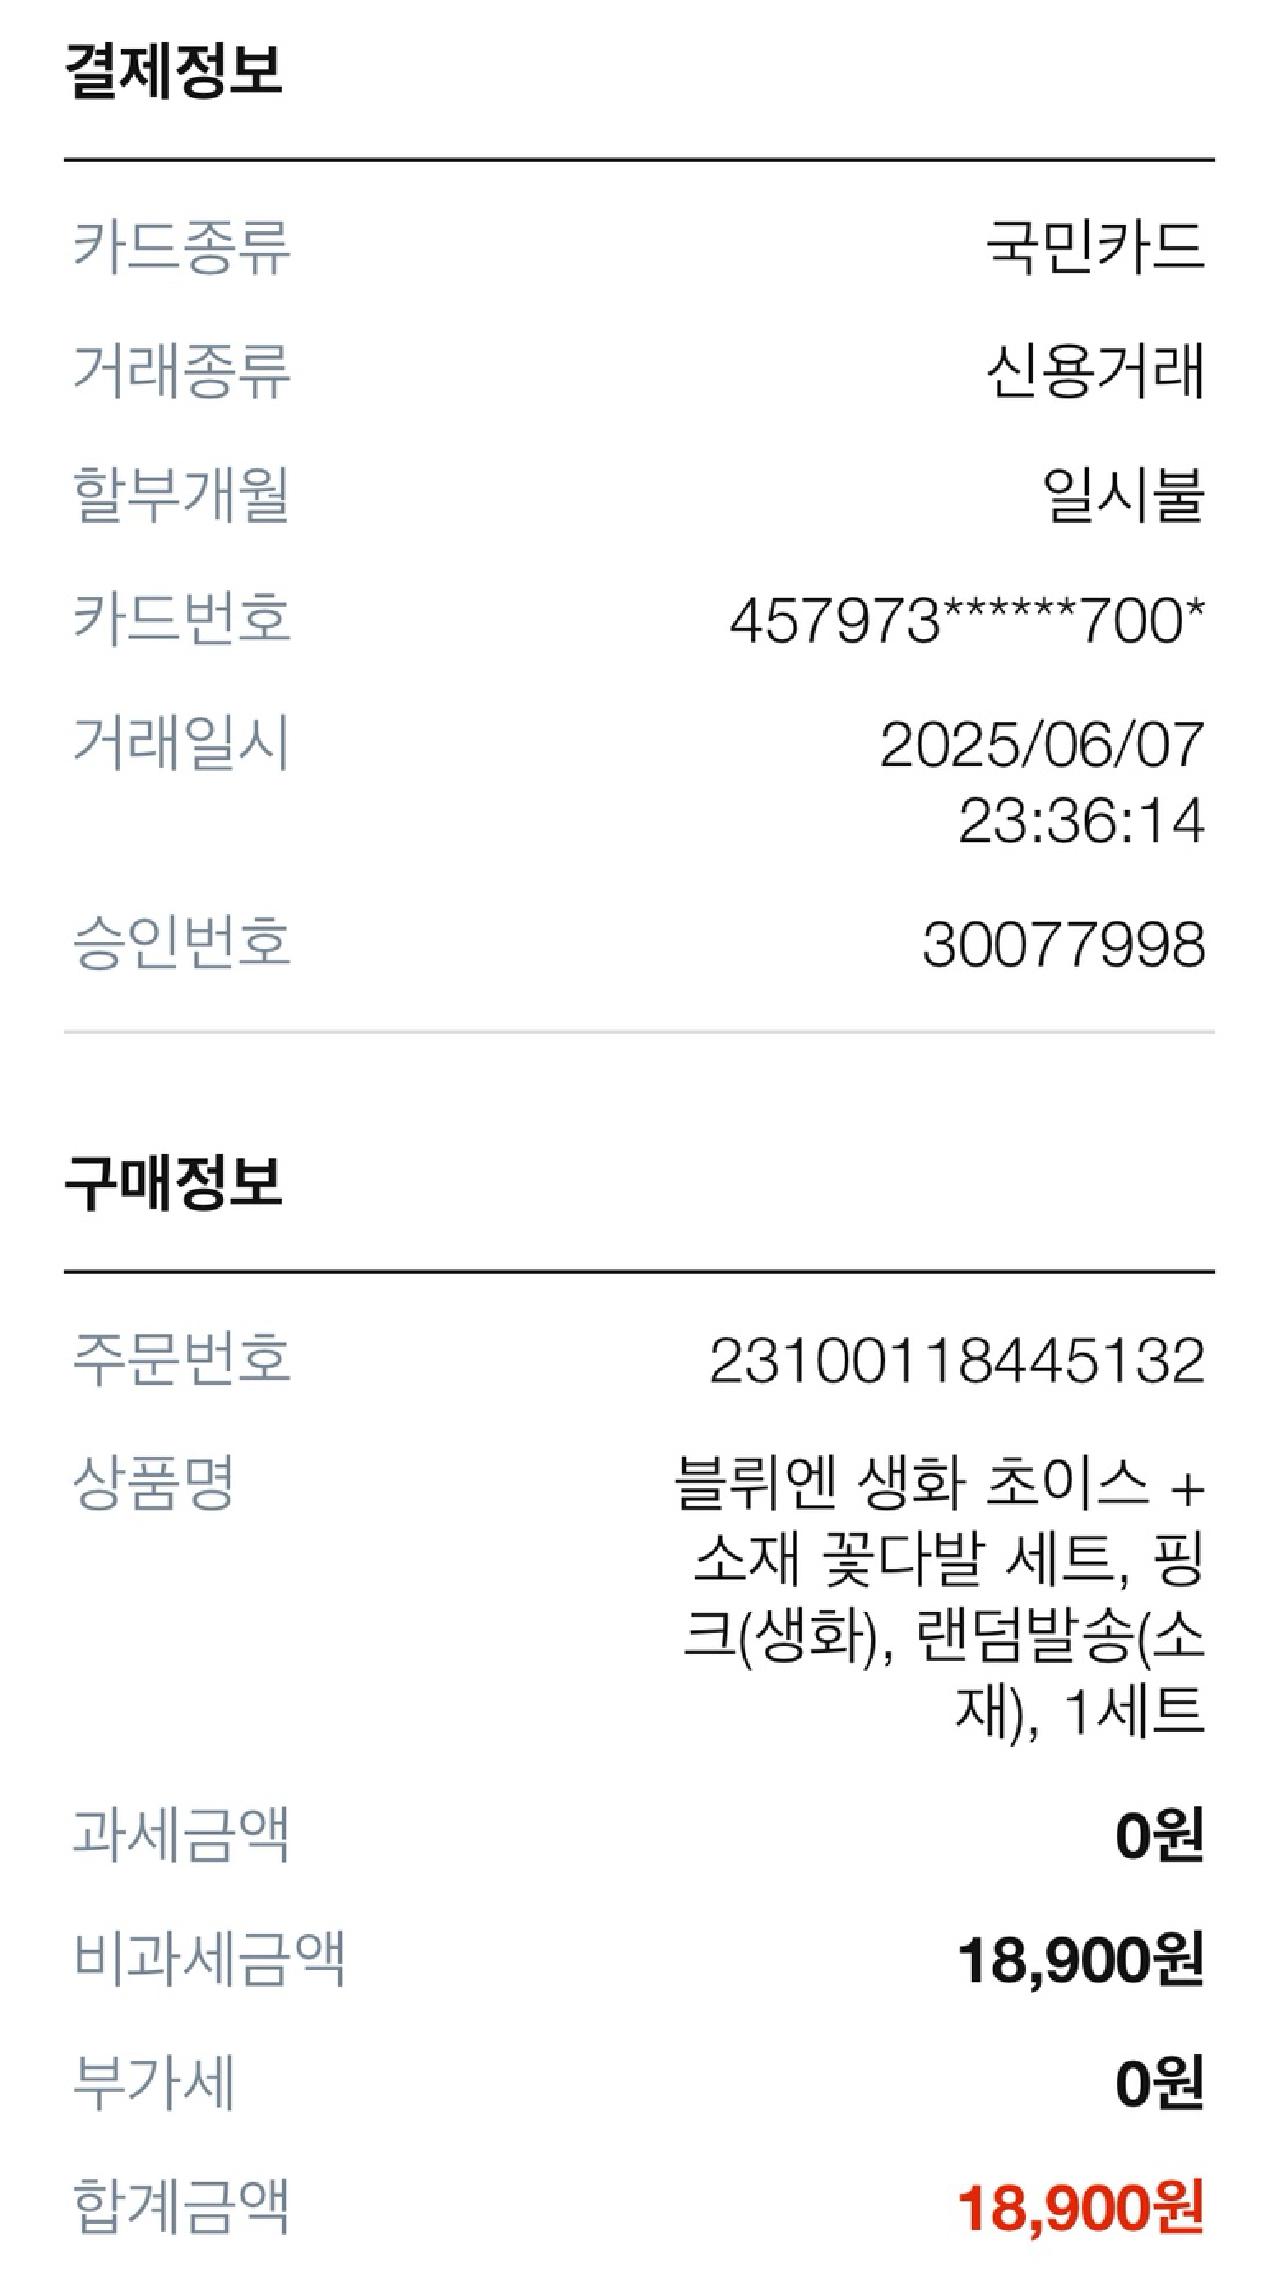 결제정보
카드종류 국민카드
거래종류 신용거래
할부개월 일시불
카드번호 457973******700*
거래일시 2025/06/07
23:36:14
승인번호 30077998
구매정보
주문번호 23100118445132
상품명 블뤼엔 생화 초이스 +
소재 꽃다발 세트, 핑
크(생화), 랜덤발송(소
재), 1세트
과세금액 0원
비과세금액 18,900원
부가세 0원
합계금액 18,900원